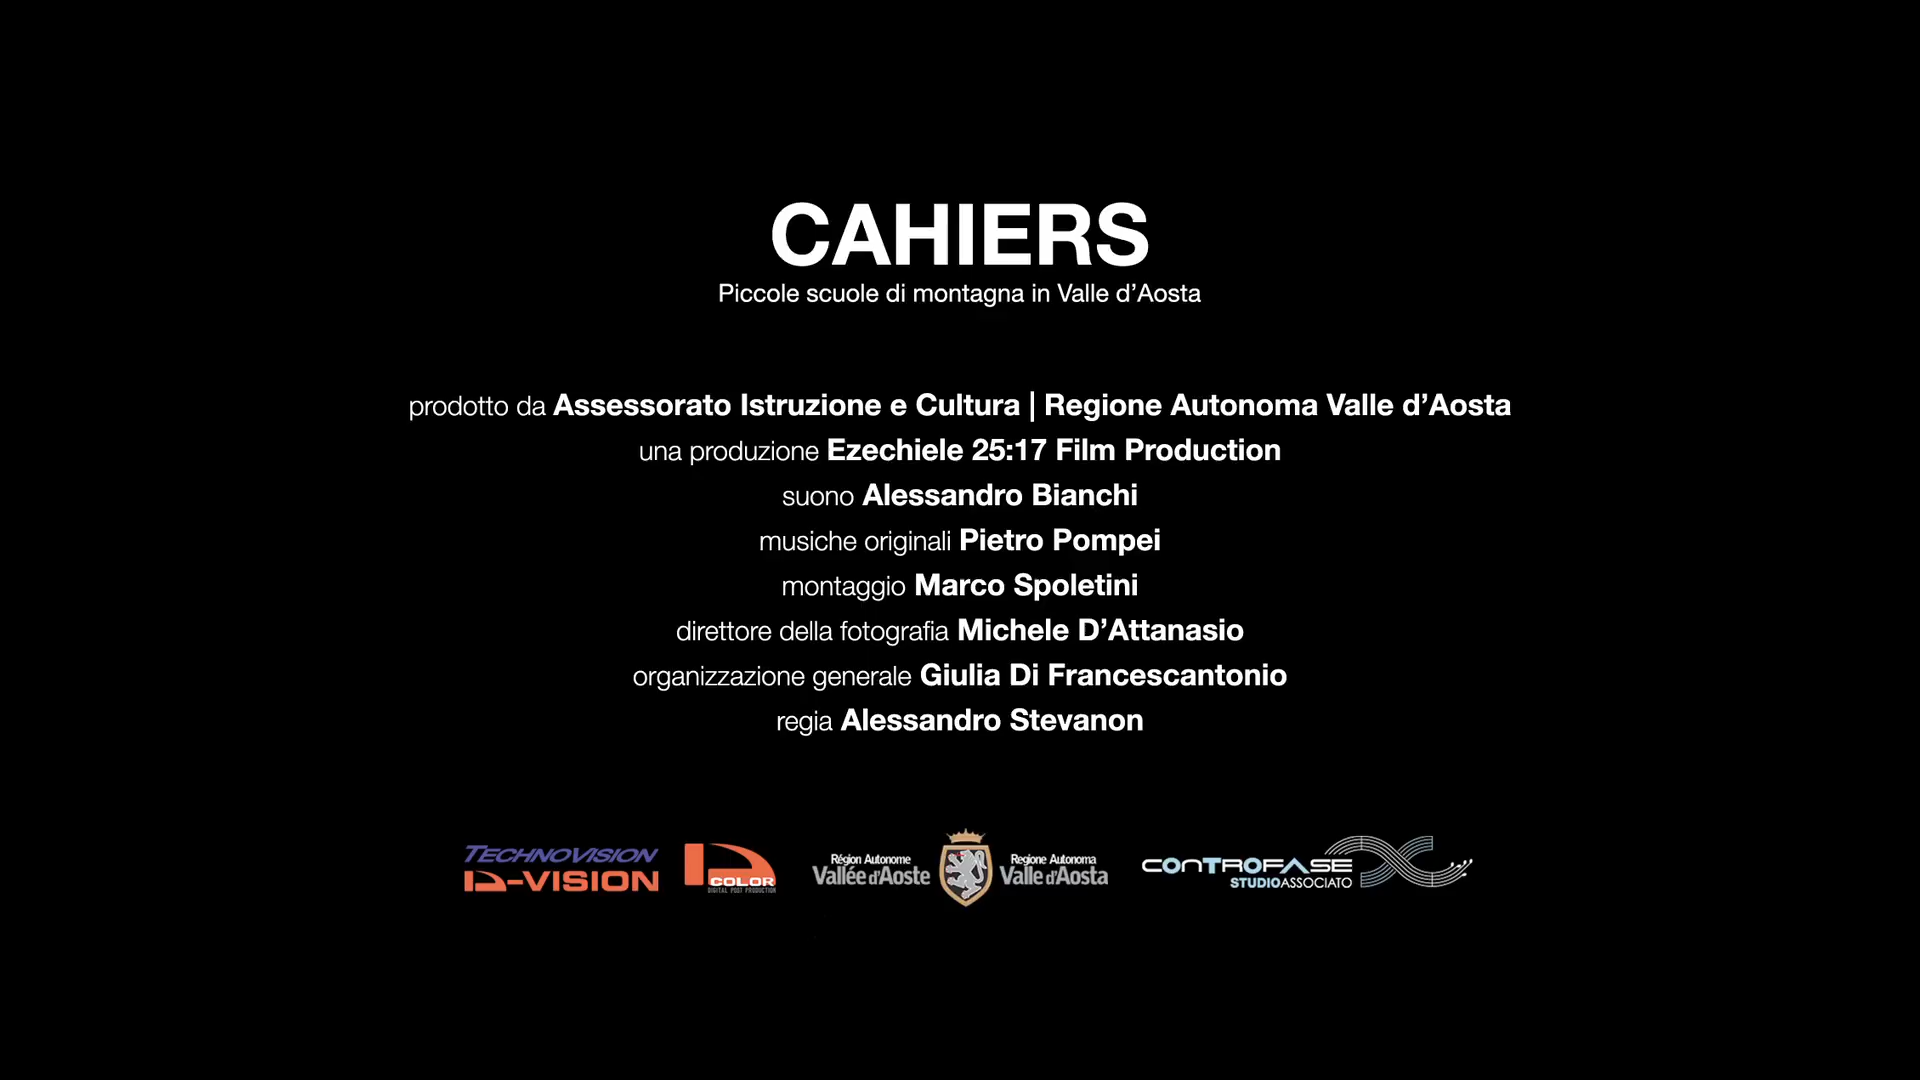 CAHIERS
Piccole scuole di montagna in Valle d’Aosta
prodotto da Assessorato Istruzione e Cultura | Regione Autonoma Valle d’Aosta
una produzione Ezechiele 25:17 Film Production
suono Alessandro Bianchi
musiche originali Pietro Pompei
montaggio Marco Spoletini
direttore della fotografia Michele D’Attanasio
organizzazione generale Giulia Di Francescantonio
regia Alessandro Stevanon
TECHNOVISION
D-VISION
COLOR
DIGITAL POST PRODUCTION
Région Autonome
Vallée d’Aoste
Regione Autonoma
Valle d’Aosta
CONTROFASE
STUDIOASSOCIATO